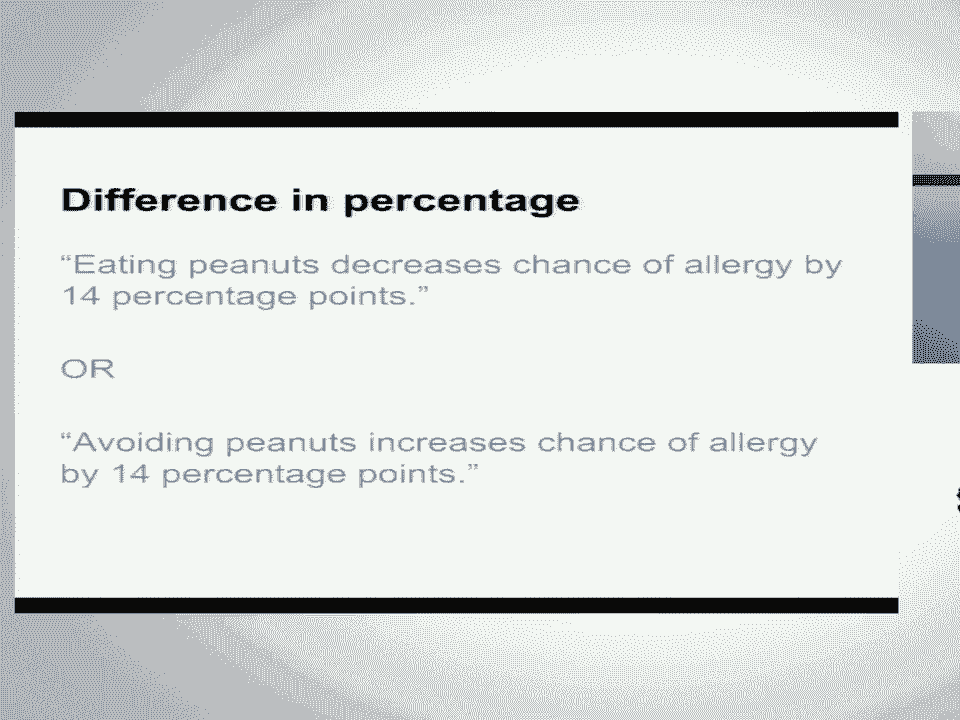 Difference in percentage
“Eating peanuts decreases chance of allergy by
14 percentage points.”
OR
“Avoiding peanuts increases chance of allergy
by 14 percentage points.”